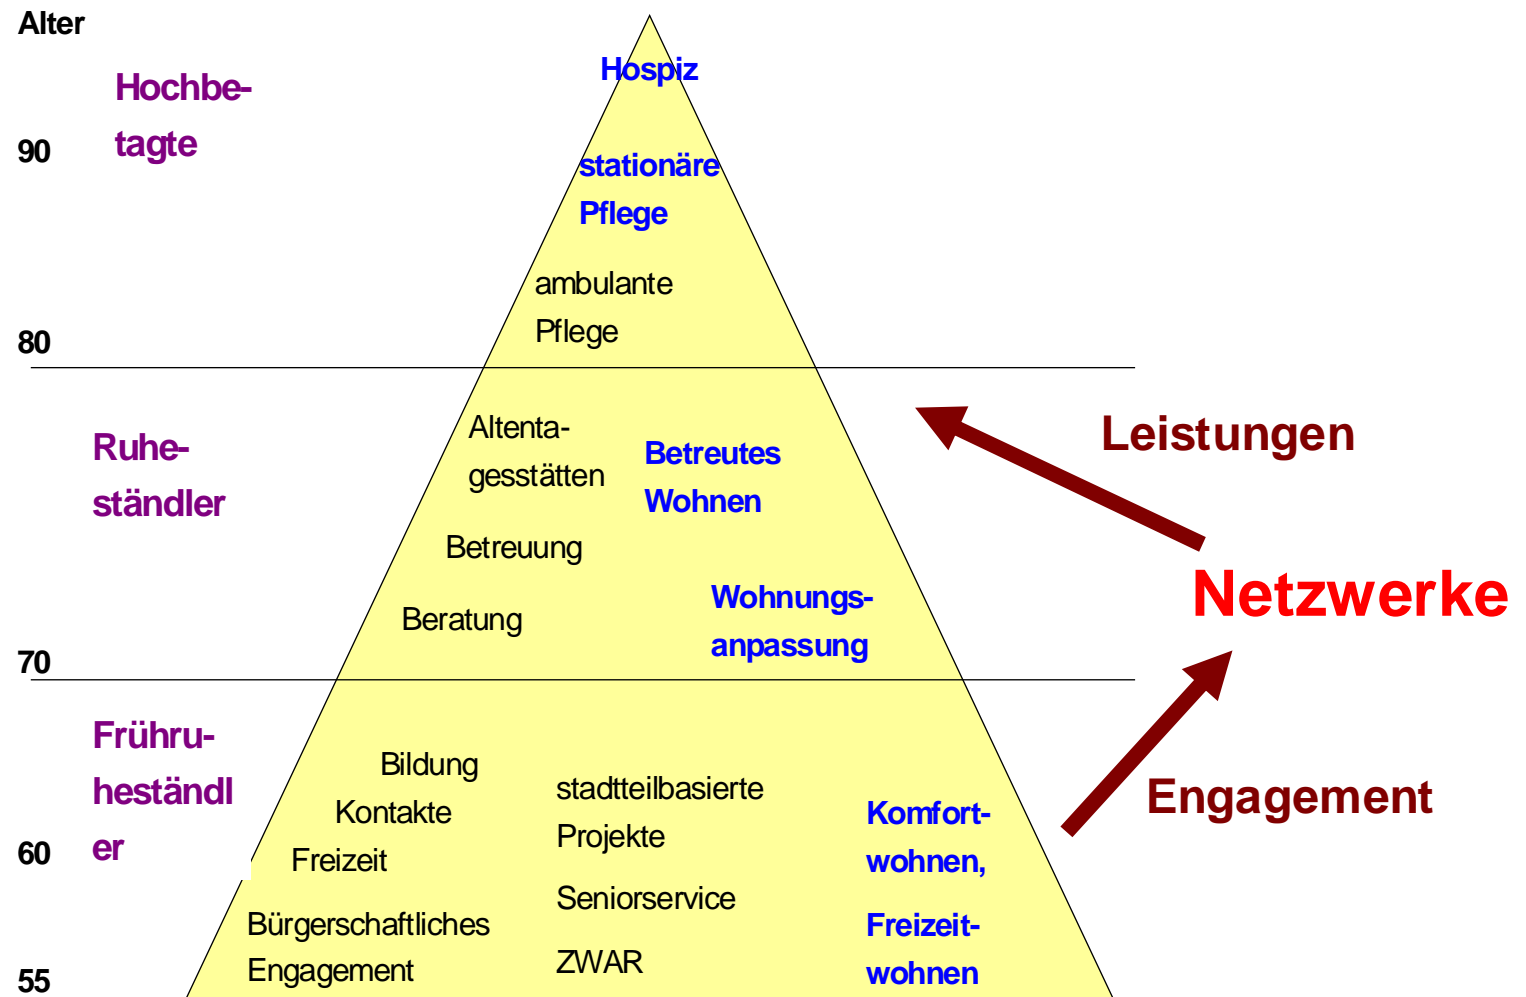 Alter
Hochbe-
tagte
90
Hospiz
stationäre
Pflege
ambulante
Pflege
80
Ruhe-
ständler
Altenta-
gesstätten
Betreutes
Wohnen
Betreuung
Beratung
Wohnungs-
anpassung
Leistungen
Netzwerke
Engagement
70
Frühru-
heständl
er
60
55
Bildung
Kontakte
Freizeit
Bürgerschaftliches
Engagement
stadtteilbasierte
Projekte
Seniorservice
ZWAR
Komfort-
wohnen,
Freizeit-
wohnen